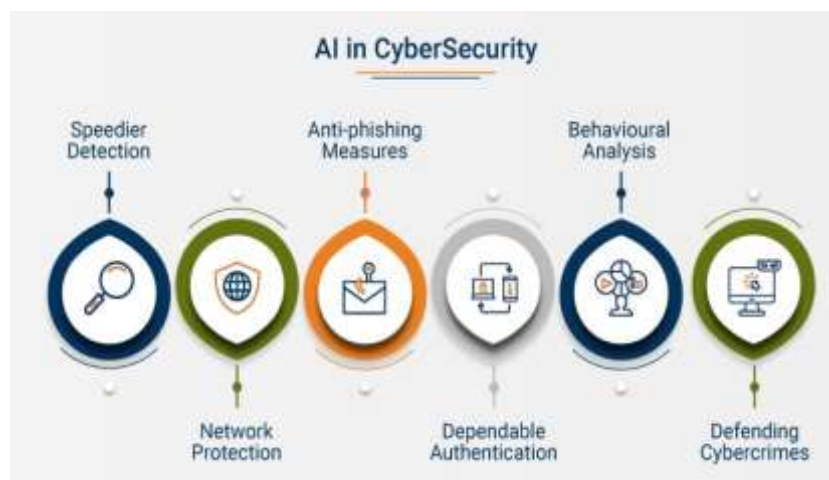 AI in CyberSecurity
Speedier
Detection
Anti-phishing
Measures
Behavioural
Analysis
Network
Protection
Dependable
Authentication
Defending
Cybercrimes